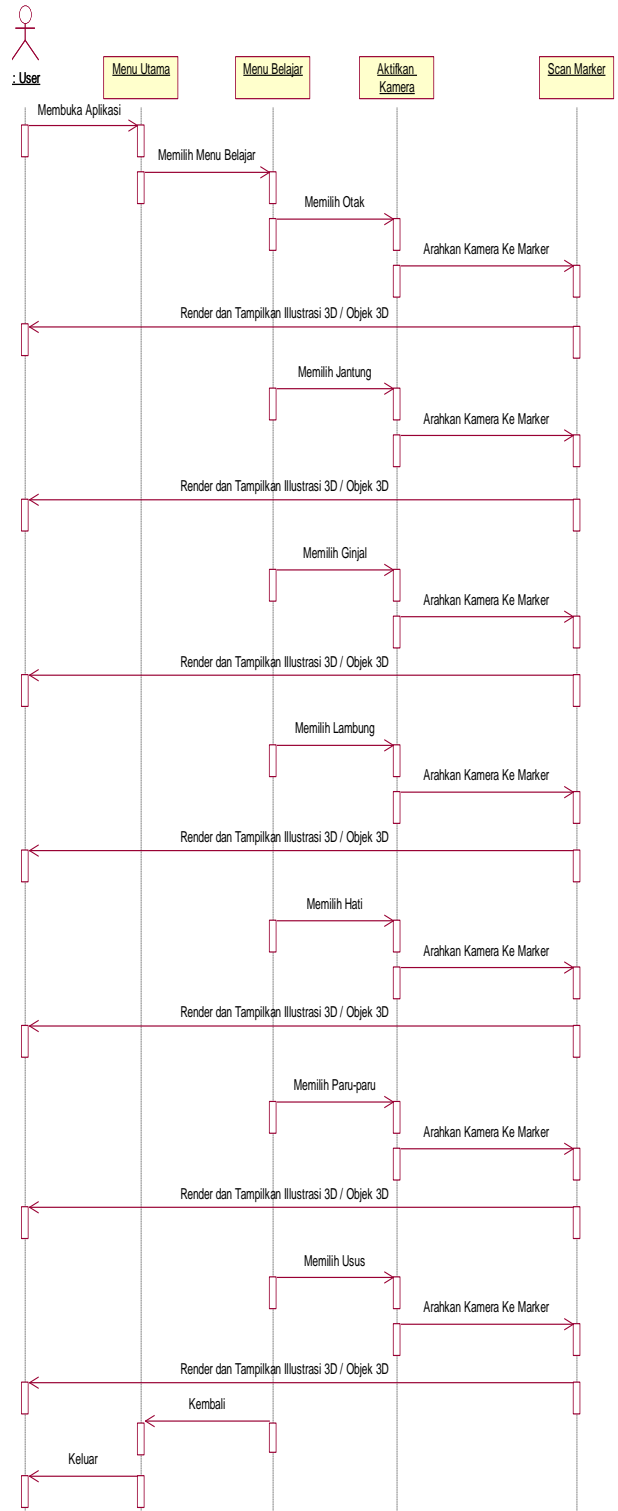 : User
Menu Utama
Menu Belajar
Aktifkan
Kamera
Scan Marker
Membuka Aplikasi
Memilih Menu Belajar
Memilih Otak
Arahkan Kamera Ke Marker
Render dan Tampilkan Illustrasi 3D / Objek 3D
Memilih Jantung
Arahkan Kamera Ke Marker
Render dan Tampilkan Illustrasi 3D / Objek 3D
Memilih Ginjal
Arahkan Kamera Ke Marker
Render dan Tampilkan Illustrasi 3D / Objek 3D
Memilih Lambung
Arahkan Kamera Ke Marker
Render dan Tampilkan Illustrasi 3D / Objek 3D
Memilih Hati
Arahkan Kamera Ke Marker
Render dan Tampilkan Illustrasi 3D / Objek 3D
Memilih Paru-paru
Arahkan Kamera Ke Marker
Render dan Tampilkan Illustrasi 3D / Objek 3D
Memilih Usus
Arahkan Kamera Ke Marker
Render dan Tampilkan Illustrasi 3D / Objek 3D
Kembali
Keluar